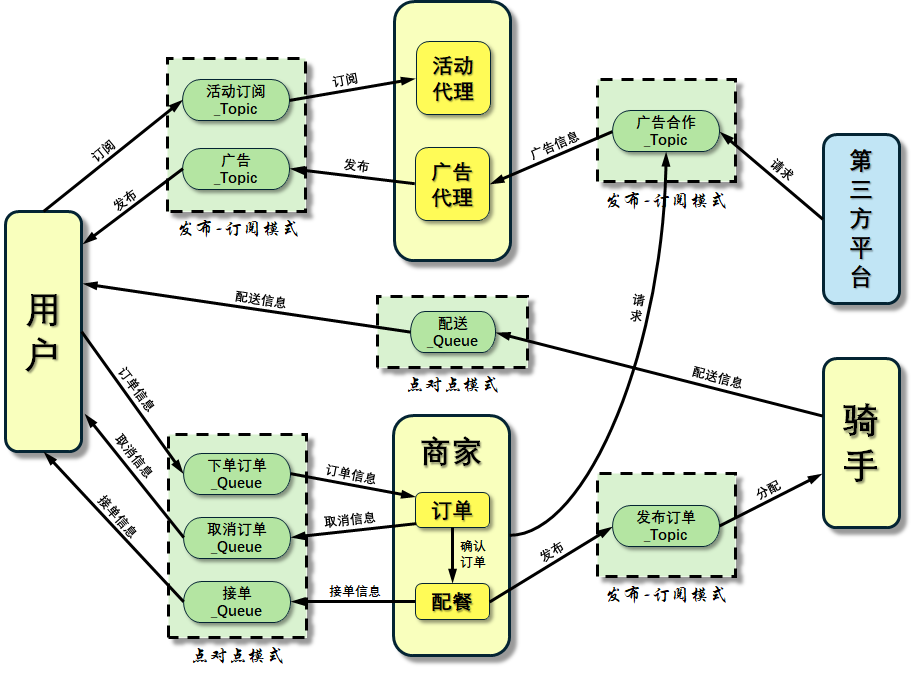 活动订阅
_Topic
广告
_Topic
发布-订阅模式
订阅
发布
订阅
发布
活动
代理
广告
代理
广告信息
广告合作
_Topic
发布-订阅模式
请求
第
三
方
平
台
用
户
配送信息
配送
_Queue
点对点模式
请
求
配送信息
骑
手
订单信息
取消信息
接单信息
下单订单
_Queue
取消订单
_Queue
接单
_Queue
点对点模式
订单信息
取消信息
接单信息
商家
订单
确认
订单
配餐
发布
发布订单
_Topic
发布-订阅模式
分配